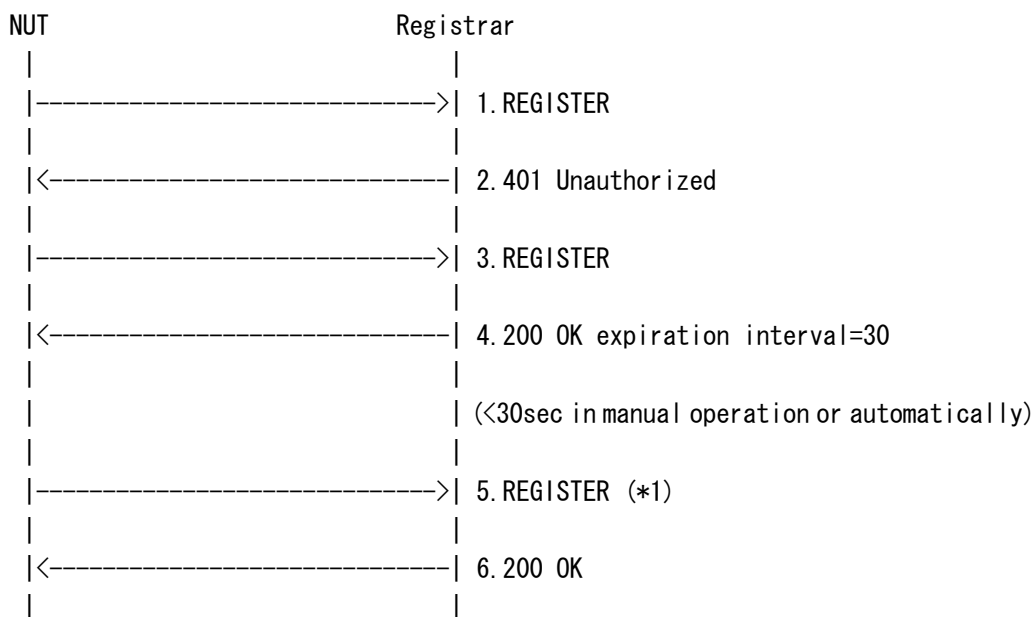 NUT Registrar
1.REGISTER
2.401 Unauthorized
3.REGISTER
4.200 OK expiration interval=30
(<30sec in manual operation or automatically)
5.REGISTER (*1)
6.200 OK